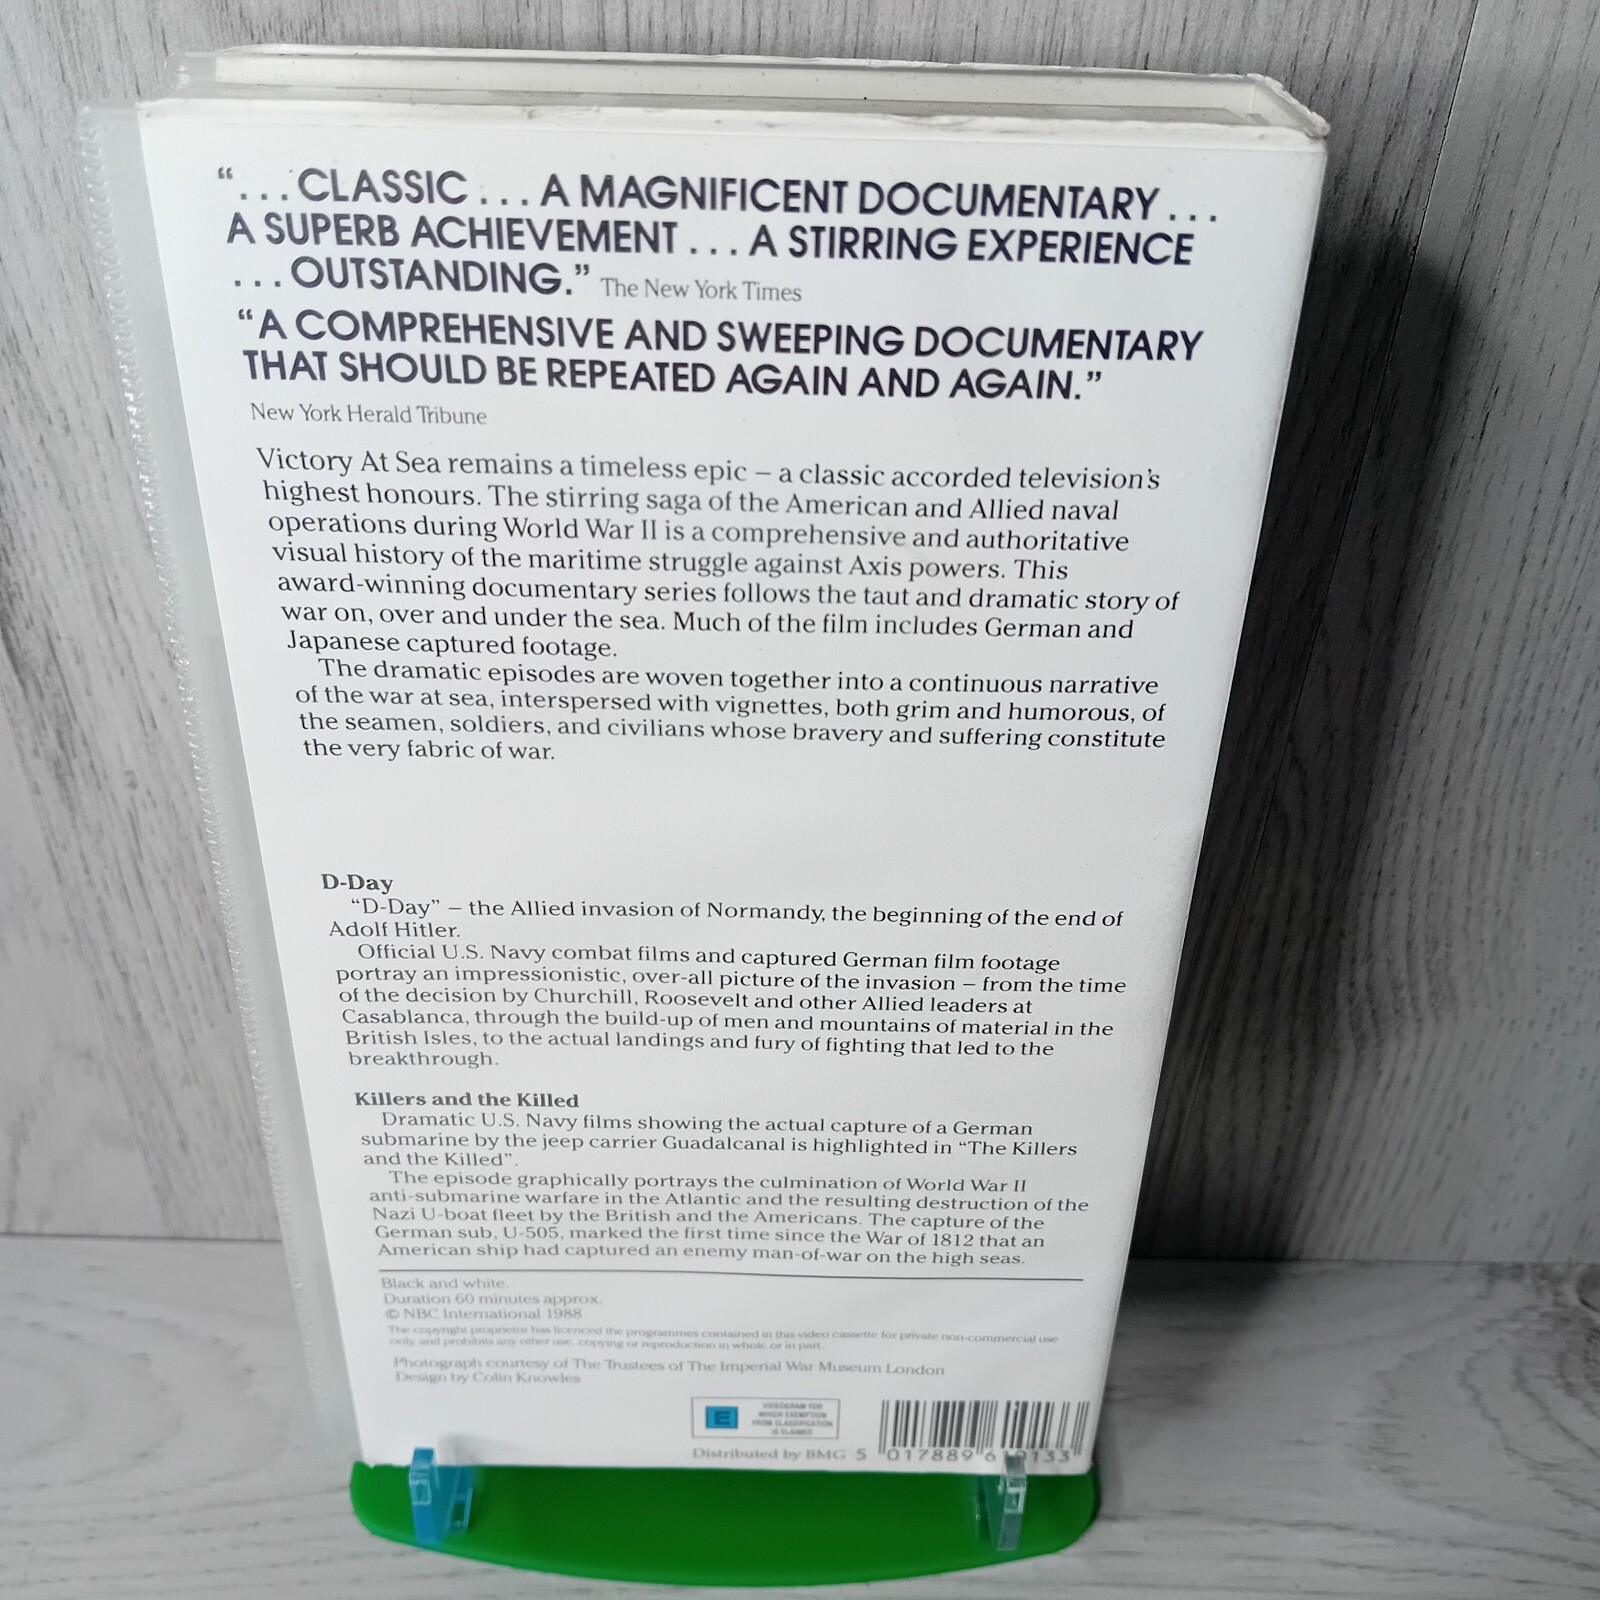 “. . . CLASSIC . . . A MAGNIFICENT DOCUMENTARY . . .
A SUPERB ACHIEVEMENT . . . A STIRRING EXPERIENCE
. . . OUTSTANDING.” The New York Times
“A COMPREHENSIVE AND SWEEPING DOCUMENTARY
THAT SHOULD BE REPEATED AGAIN AND AGAIN.”
New York Herald Tribune
Victory At Sea remains a timeless epic – a classic accorded television's
highest honours. The stirring saga of the American and Allied naval
operations during World War II is a comprehensive and authoritative
visual history of the maritime struggle against Axis powers. This
award-winning documentary series follows the taut and dramatic story of
war on, over and under the sea. Much of the film includes German and
Japanese captured footage.
The dramatic episodes are woven together into a continuous narrative
of the war at sea, interspersed with vignettes, both grim and humorous, of
the seamen, soldiers, and civilians whose bravery and suffering constitute
the very fabric of war.
D-Day
“D-Day” – the Allied invasion of Normandy, the beginning of the end of
Adolf Hitler.
Official U.S. Navy combat films and captured German film footage
portray an impressionistic, over-all picture of the invasion – from the time
of the decision by Churchill, Roosevelt and other Allied leaders at
Casablanca, through the build-up of men and mountains of material in the
British Isles, to the actual landings and fury of fighting that led to the
breakthrough.
Killers and the Killed
Dramatic U.S. Navy films showing the actual capture of a German
submarine by the jeep carrier Guadalcanal is highlighted in “The Killers
and the Killed”.
The episode graphically portrays the culmination of World War II
anti-submarine warfare in the Atlantic and the resulting destruction of the
Nazi U-boat fleet by the British and the Americans. The capture of the
German sub, U-505, marked the first time since the War of 1812 that an
American ship had captured an enemy man-of-war on the high seas.
Black and white.
Duration 60 minutes approx.
© NBC International 1988
The copyright proprietor has licenced the programmes contained in this video cassette for private non-commercial use
only and prohibits any other use, copying or reproduction in whole or in part.
Photograph courtesy of The Trustees of The Imperial War Museum London
Design by Colin Knowles
E
VIDEOGRAM FOR
WHICH EXEMPTION
FROM CLASSIFICATION
IS CLAIMED
Distributed by BMG 5 017889 6 0133